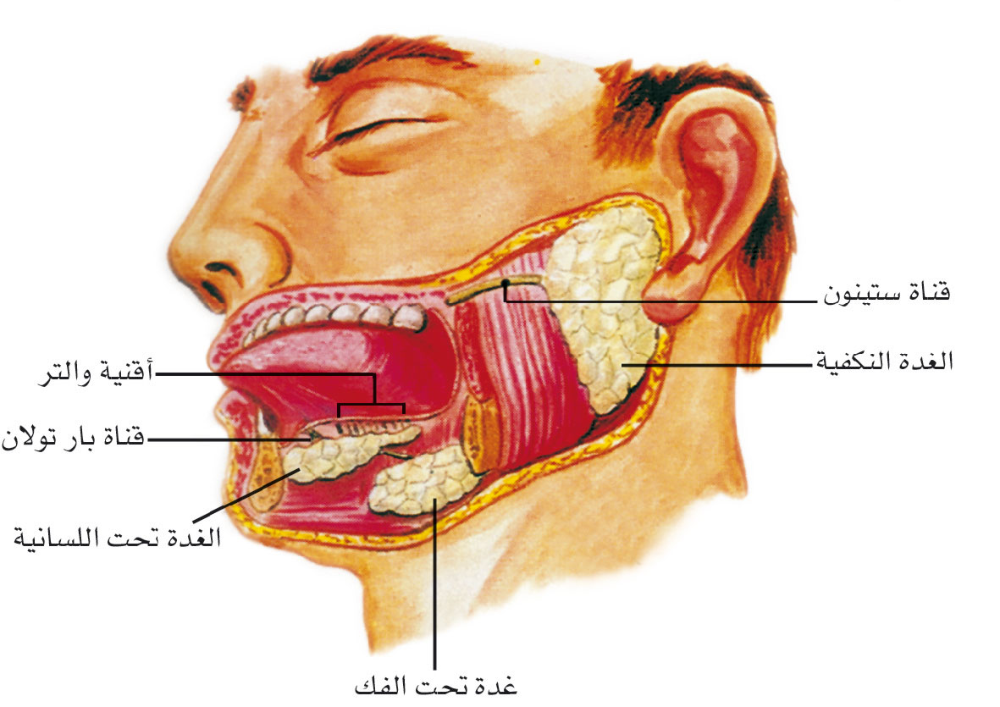 قناة ستينون
الغدة النكفية
أقنية والتر
قناة بار تولان
الغدة تحت اللسانية
غدة تحت الفك